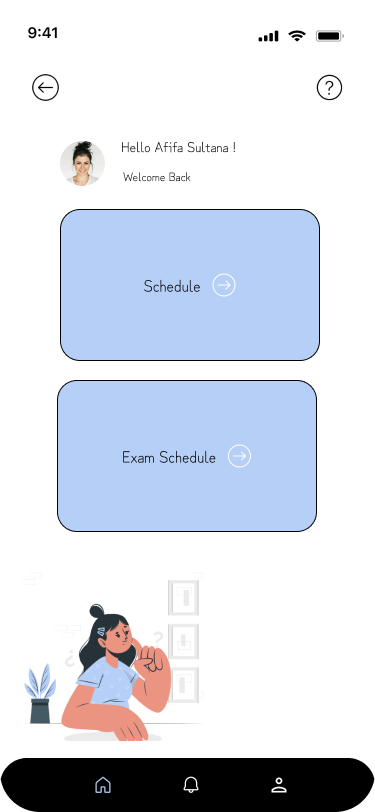 9:41
?
Hello Afifa Sultana !
Welcome Back
Schedule
Exam Schedule
? ?